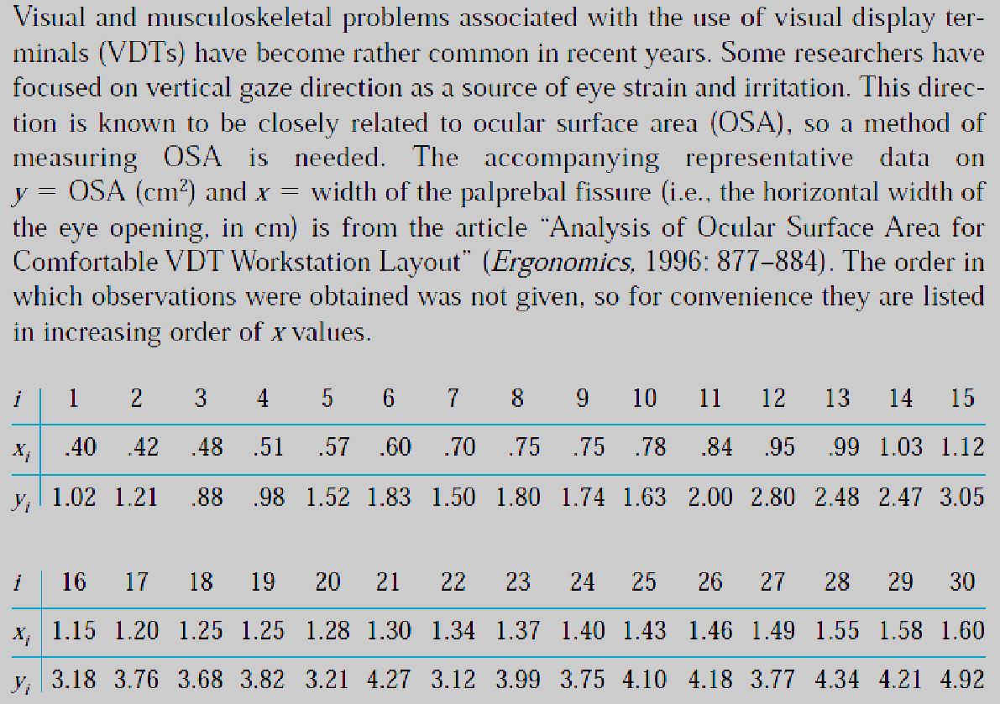 Visual and musculoskeletal problems associated with the use of visual display ter-
minals (VDTs) have become rather common in recent years. Some researchers have
focused on vertical gaze direction as a source of eye strain and irritation. This direc-
tion is known to be closely related to ocular surface area (OSA), so a method of
measuring OSA is needed. The accompanying representative data on
y = OSA (cm²) and x = width of the palprebal fissure (i.e., the horizontal width of
the eye opening, in cm) is from the article “Analysis of Ocular Surface Area for
Comfortable VDT Workstation Layout” (Ergonomics, 1996: 877–884). The order in
which observations were obtained was not given, so for convenience they are listed
in increasing order of x values.
i 1 2 3 4 5 6 7 8 9 10 11 12 13 14 15
xᵢ .40 .42 .48 .51 .57 .60 .70 .75 .75 .78 .84 .95 .99 1.03 1.12
yᵢ 1.02 1.21 .88 .98 1.52 1.83 1.50 1.80 1.74 1.63 2.00 2.80 2.48 2.47 3.05
i 16 17 18 19 20 21 22 23 24 25 26 27 28 29 30
xᵢ 1.15 1.20 1.25 1.25 1.28 1.30 1.34 1.37 1.40 1.43 1.46 1.49 1.55 1.58 1.60
yᵢ 3.18 3.76 3.68 3.82 3.21 4.27 3.12 3.99 3.75 4.10 4.18 3.77 4.34 4.21 4.92